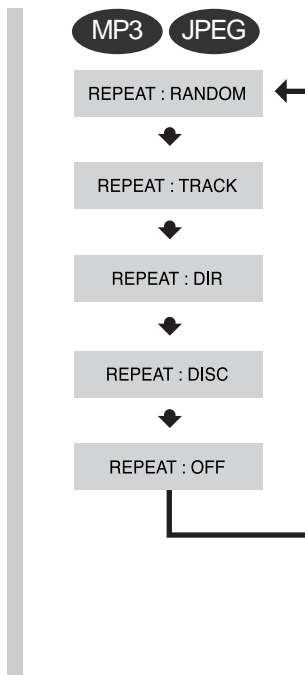 MP3 JPEG
REPEAT : RANDOM
REPEAT : TRACK
REPEAT : DIR
REPEAT : DISC
REPEAT : OFF